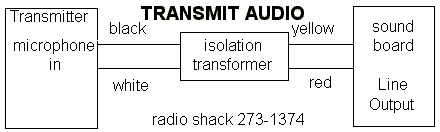 TRANSMIT AUDIO
Transmitter
microphone
in
black
white
isolation
transformer
yellow
red
sound
board
Line
Output
radio shack 273-1374